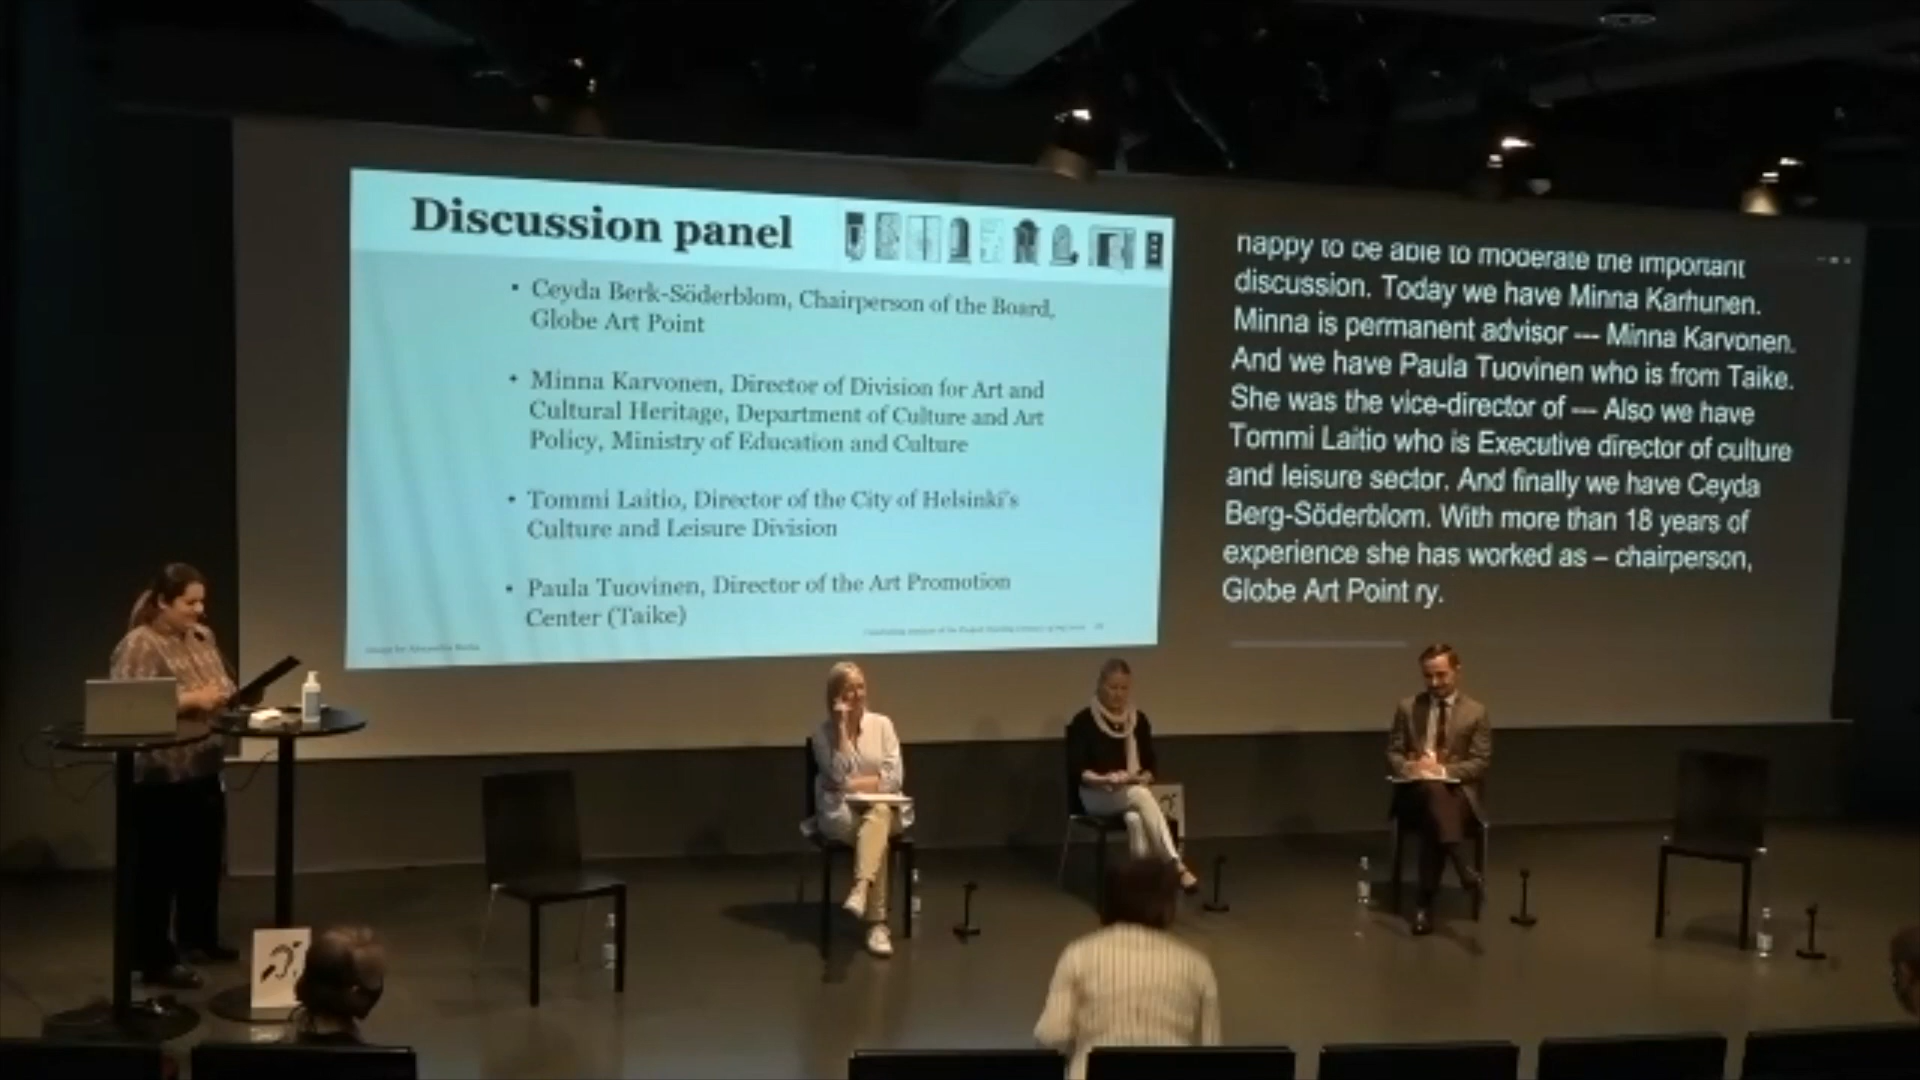 Discussion panel
• Ceyda Berk-Söderblom, Chairperson of the Board,
Globe Art Point
• Minna Karvonen, Director of Division for Art and
Cultural Heritage, Department of Culture and Art
Policy, Ministry of Education and Culture
• Tommi Laitio, Director of the City of Helsinki's
Culture and Leisure Division
• Paula Tuovinen, Director of the Art Promotion
Center (Taike)
happy to be able to moderate the important
discussion. Today we have Minna Karhunen.
Minna is permanent advisor --- Minna Karvonen.
And we have Paula Tuovinen who is from Taike.
She was the vice-director of --- Also we have
Tommi Laitio who is Executive director of culture
and leisure sector. And finally we have Ceyda
Berg-Söderblom. With more than 18 years of
experience she has worked as – chairperson,
Globe Art Point ry.